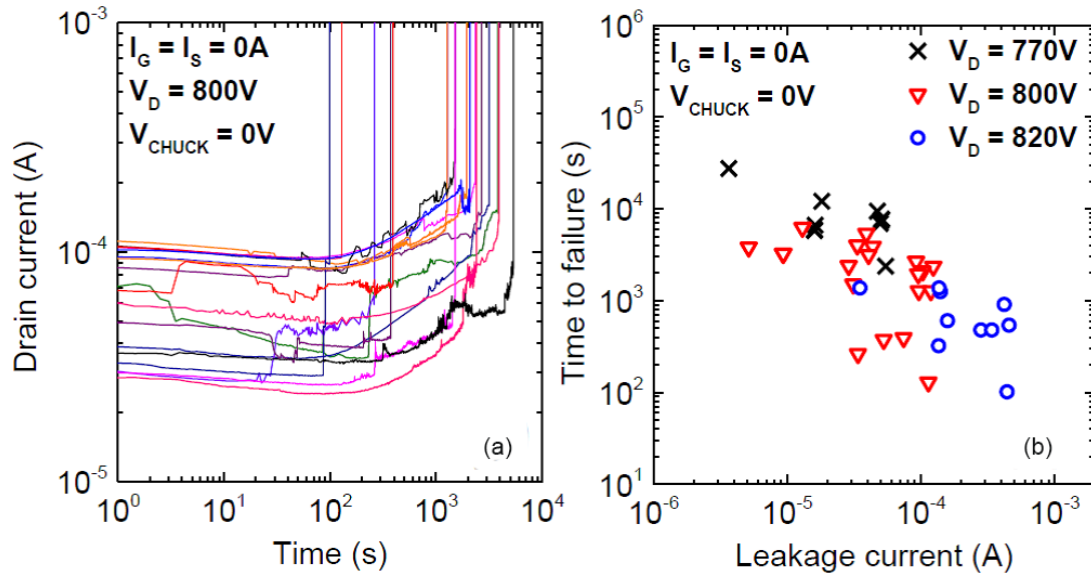 I_G = I_S = 0A
V_D = 800V
V_CHUCK = 0V
Drain current (A)
10^-3
10^-4
10^-5
10^0
10^1
10^2
10^3
10^4
Time (s)
(a)
I_G = I_S = 0A
V_CHUCK = 0V
V_D = 770V
V_D = 800V
V_D = 820V
Time to failure (s)
10^6
10^5
10^4
10^3
10^2
10^1
10^-6
10^-5
10^-4
10^-3
Leakage current (A)
(b)